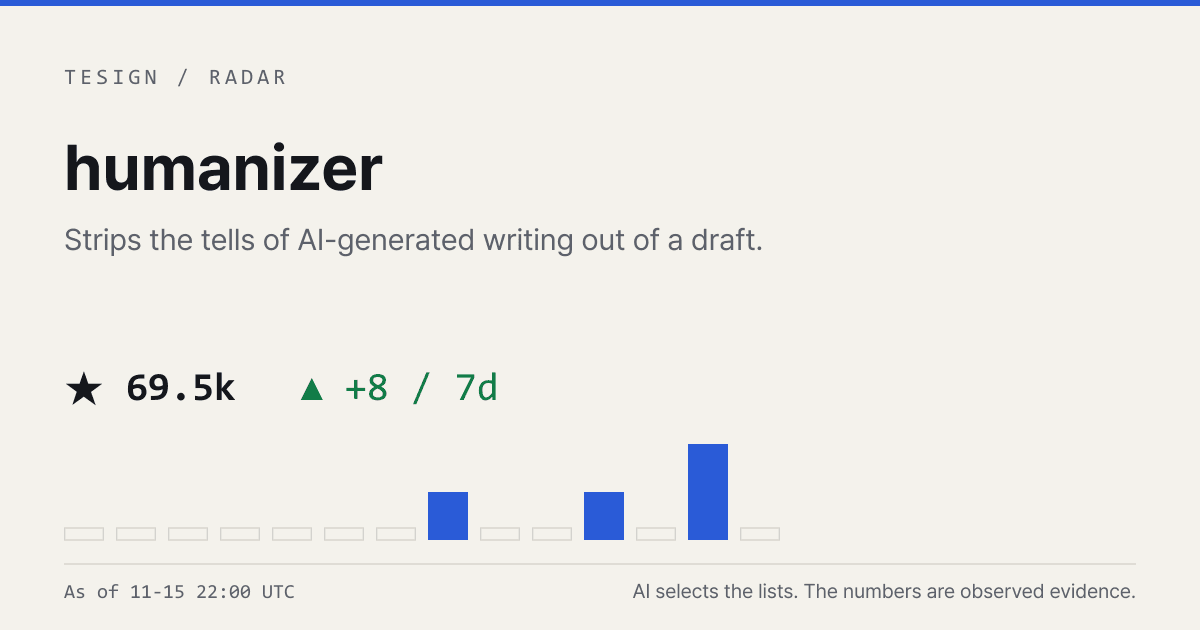 TESIGN / RADAR
humanizer
Strips the tells of AI-generated writing out of a draft.
★ 69.5k ▲ +8 / 7d
As of 11-15 22:00 UTC
AI selects the lists. The numbers are observed evidence.